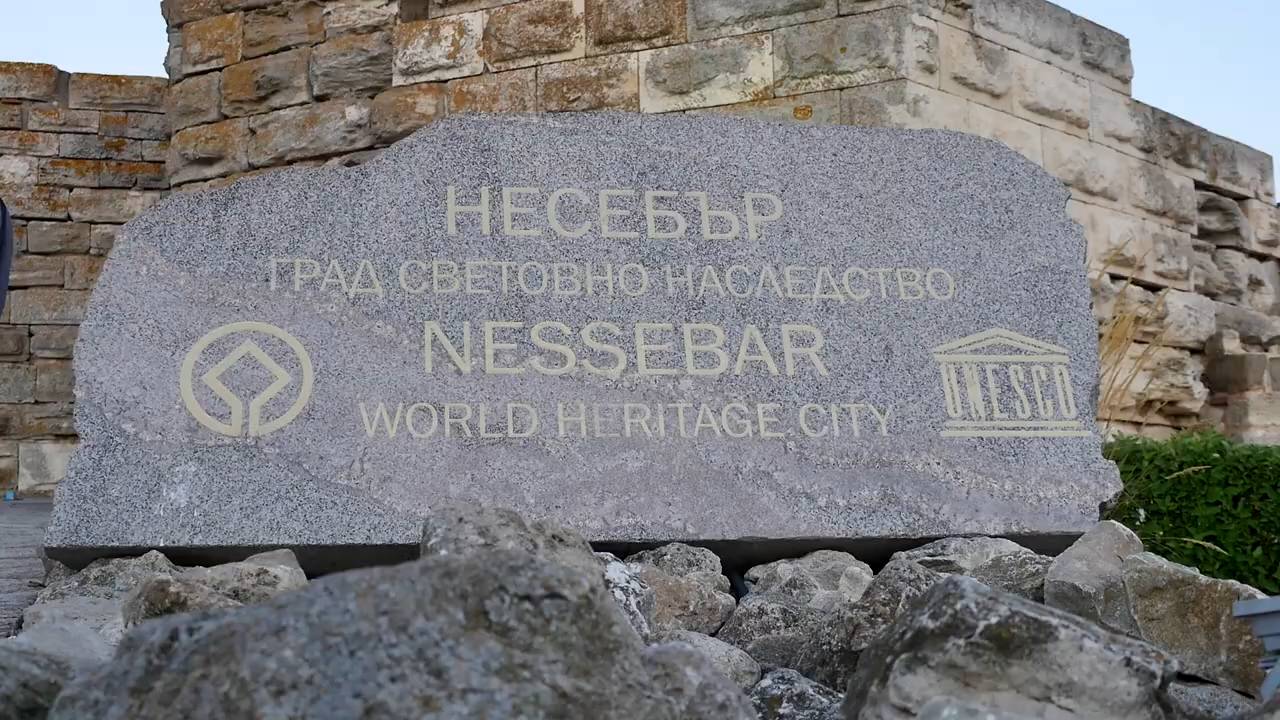 НЕСЕБЪР
ГРАД СВЕТОВНО НАСЛЕДСТВО
NESSEBAR
WORLD HERITAGE CITY
UNESCO